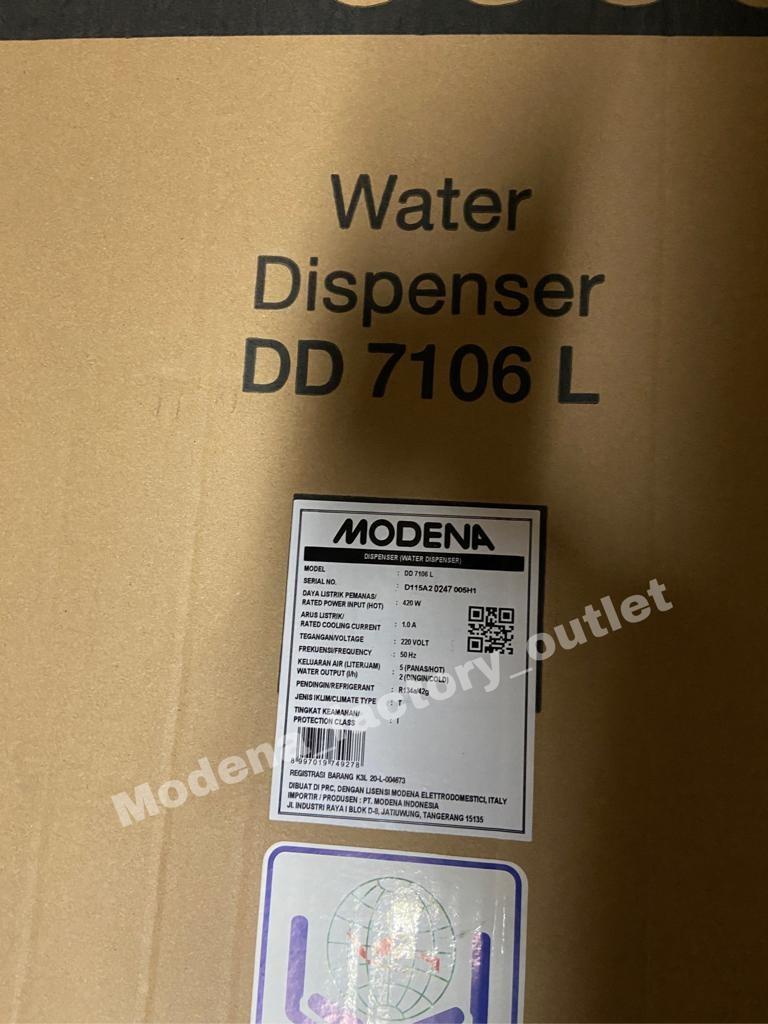 Water
Dispenser
DD 7106 L
MODENA
DISPENSER (WATER DISPENSER)
MODEL : DD 7106 L
SERIAL NO. : D115A2 0247 005H1
DAYA LISTRIK PEMANAS/
RATED POWER INPUT (HOT) : 420 W
ARUS LISTRIK/
RATED COOLING CURRENT : 1.0 A
TEGANGAN/VOLTAGE : 220 VOLT
FREKUENSI/FREQUENCY : 50 Hz
KELUARAN AIR (LITER/JAM) : 5 (PANAS/HOT)
WATER OUTPUT (l/h) 2 (DINGIN/COLD)
PENDINGIN/REFRIGERANT : R134a/42g
JENIS IKLIM/CLIMATE TYPE : T
TINGKAT KEAMANAN/
PROTECTION CLASS : I
8 997019 749278
REGISTRASI BARANG K3L 20-L-004673
DIBUAT DI PRC, DENGAN LISENSI MODENA ELETTRODOMESTICI, ITALY
IMPORTIR / PRODUSEN : PT. MODENA INDONESIA
JL. INDUSTRI RAYA I BLOK D-8, JATIUWUNG, TANGERANG 15135
Modena_Factory_outlet